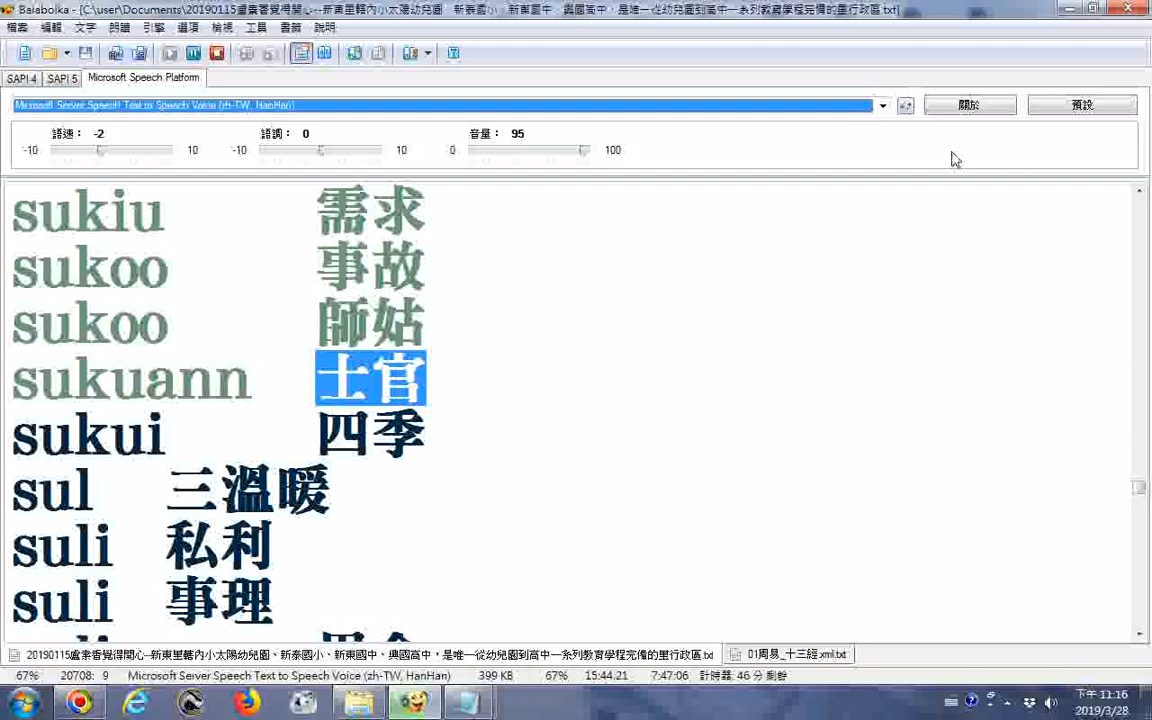 Balabolka - [C:\user\Documents\20190115盧棗香覺得開心--新東里轄內小太陽幼兒園、新泰國小、新東國中、興國高中，是唯一從幼兒園到高中一系列教育學程完備的里行政區.txt]
檔案 編輯 文字 朗讀 引擎 選項 檢視 工具 書籤 說明
SAPI 4 SAPI 5 Microsoft Speech Platform
Microsoft Server Speech Text to Speech Voice (zh-TW, HanHan) 關於 預設
語速： -2 語調： 0 音量： 95
-10 10 -10 10 0 100
sukiu 需求
sukoo 事故
sukoo 師姑
sukuann 士官
sukui 四季
sul 三溫暖
suli 私利
suli 事理
20190115盧棗香覺得開心--新東里轄內小太陽幼兒園、新泰國小、新東國中、興國高中，是唯一從幼兒園到高中一系列教育學程完備的里行政區.txt 01周易_十三經.xml.txt
67% 20708: 9 Microsoft Server Speech Text to Speech Voice (zh-TW, HanHan) 399 KB 67% 15:44.21 7:47:06 計時器: 46 分 剩餘
下午 11:16
2019/3/28